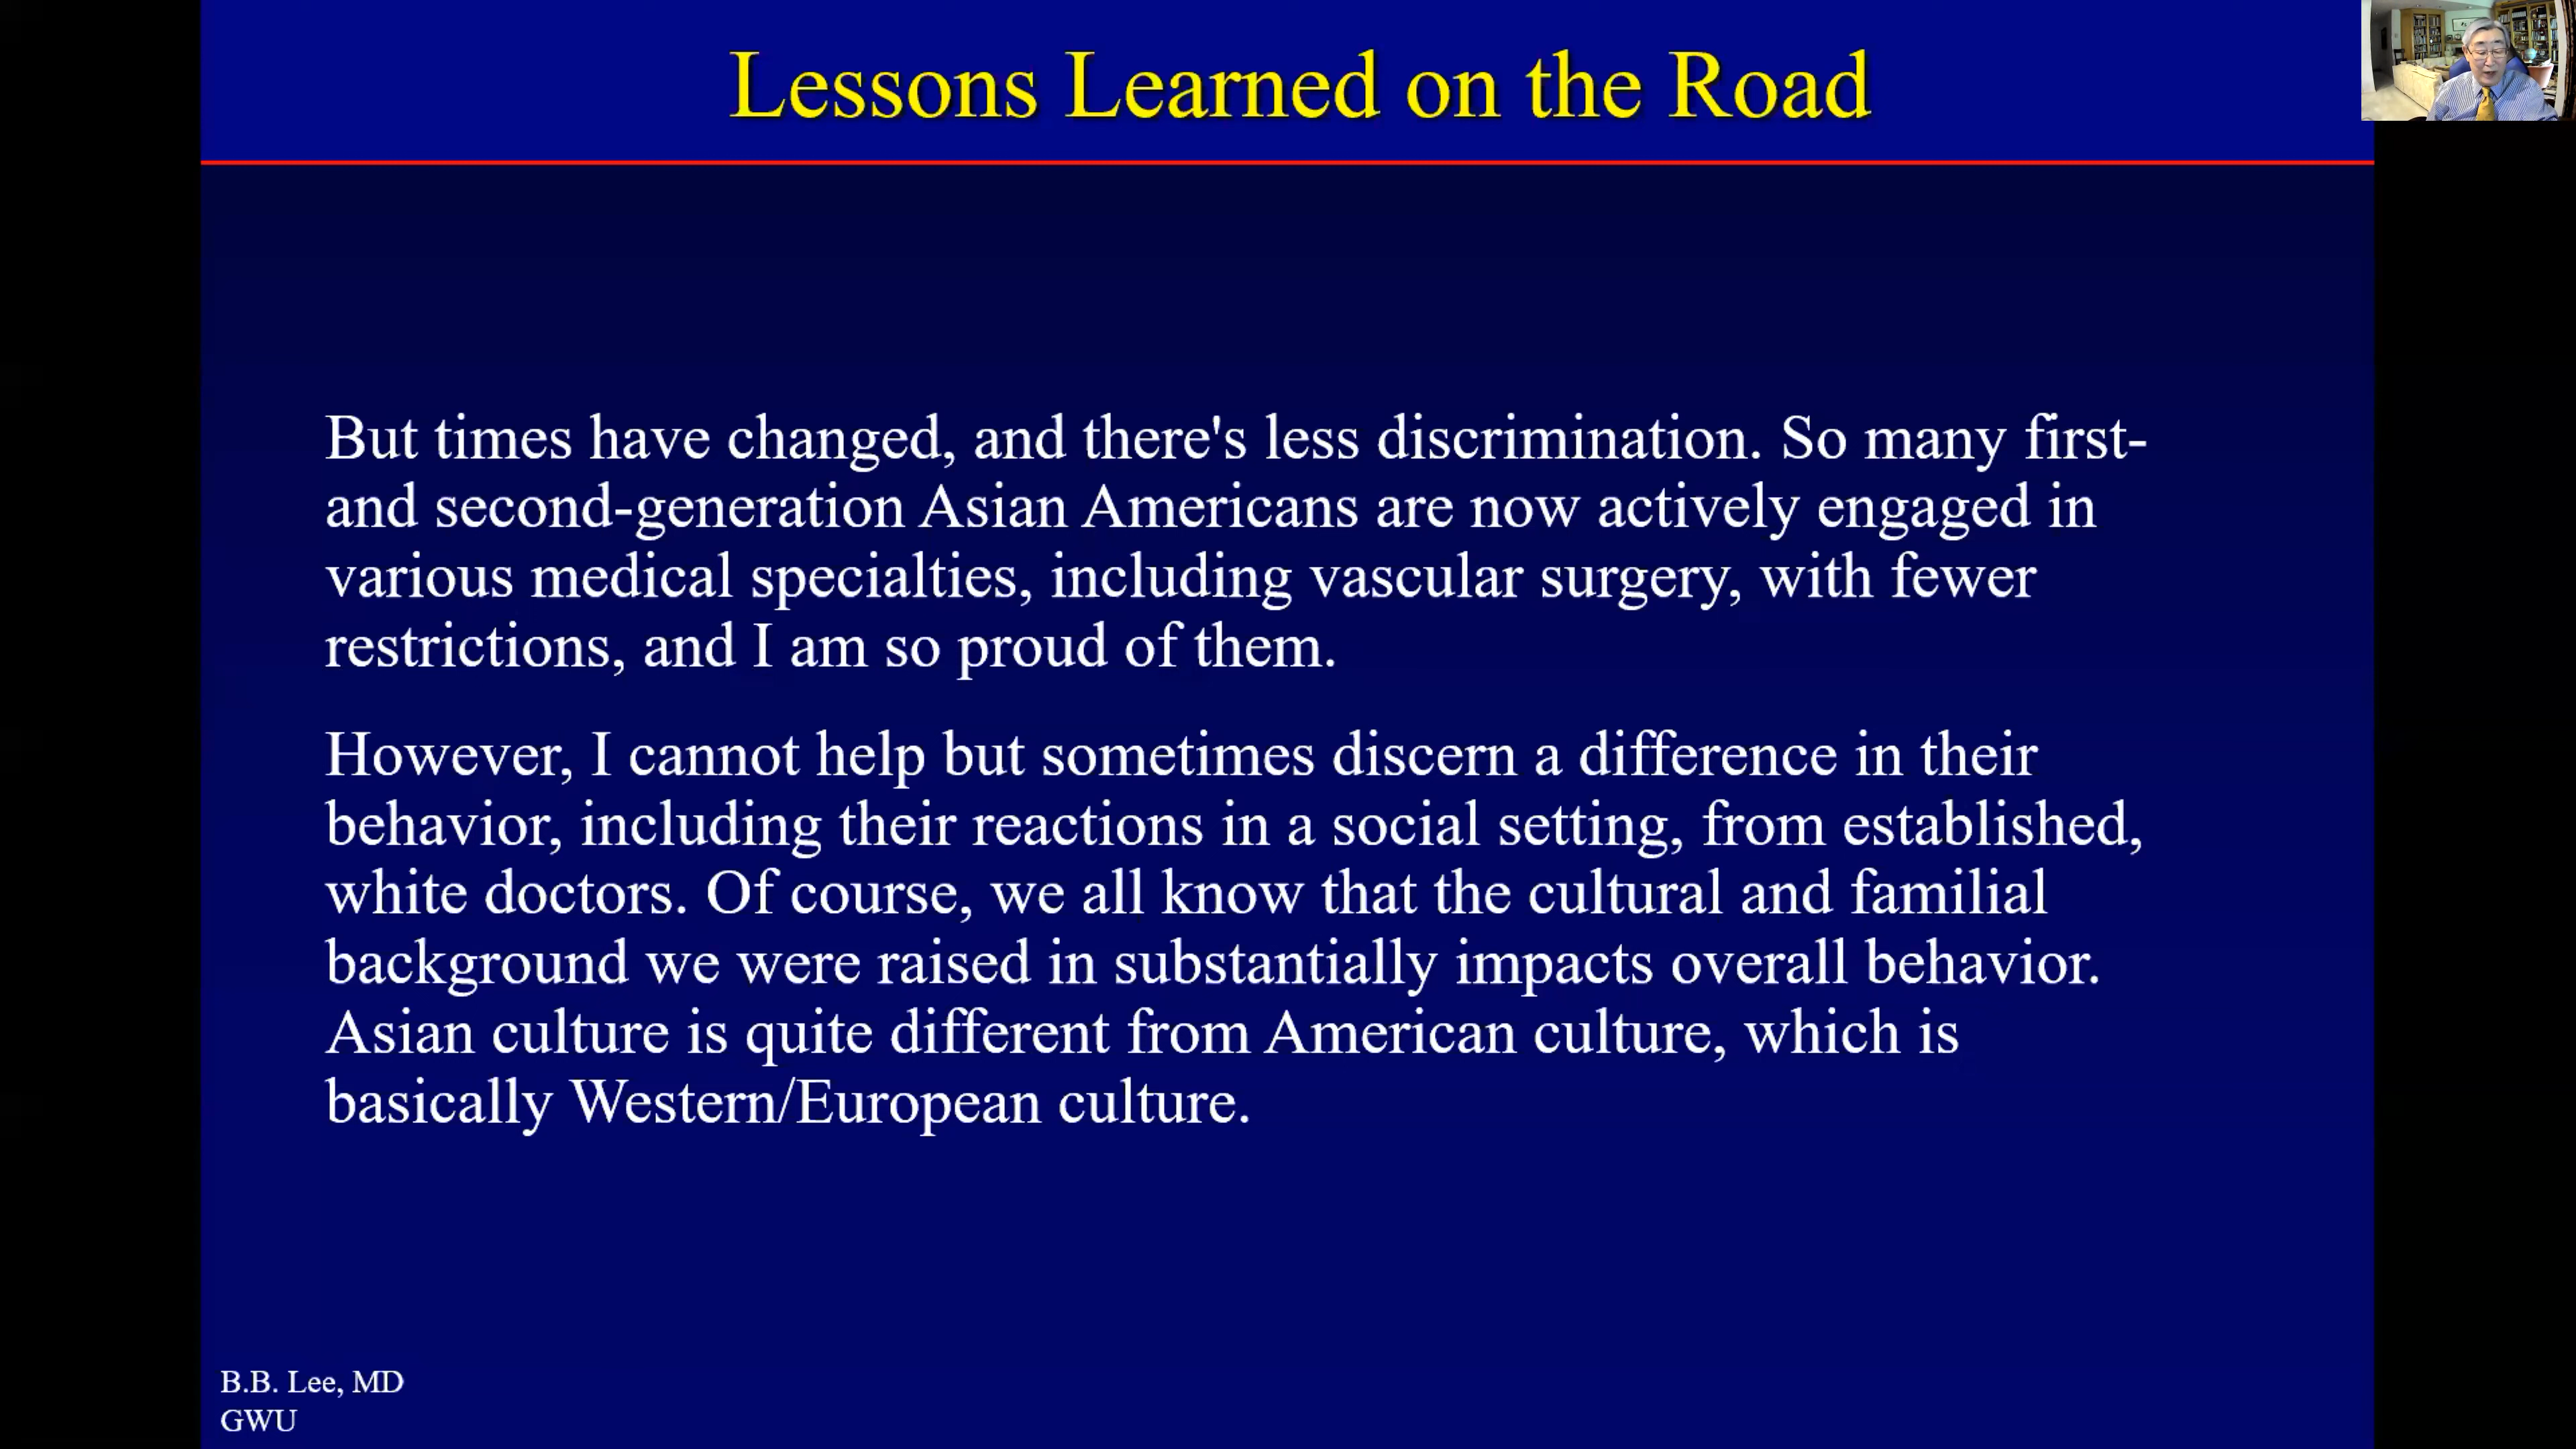 Lessons Learned on the Road
But times have changed, and there's less discrimination. So many first-
and second-generation Asian Americans are now actively engaged in
various medical specialties, including vascular surgery, with fewer
restrictions, and I am so proud of them.
However, I cannot help but sometimes discern a difference in their
behavior, including their reactions in a social setting, from established,
white doctors. Of course, we all know that the cultural and familial
background we were raised in substantially impacts overall behavior.
Asian culture is quite different from American culture, which is
basically Western/European culture.
B.B. Lee, MD
GWU